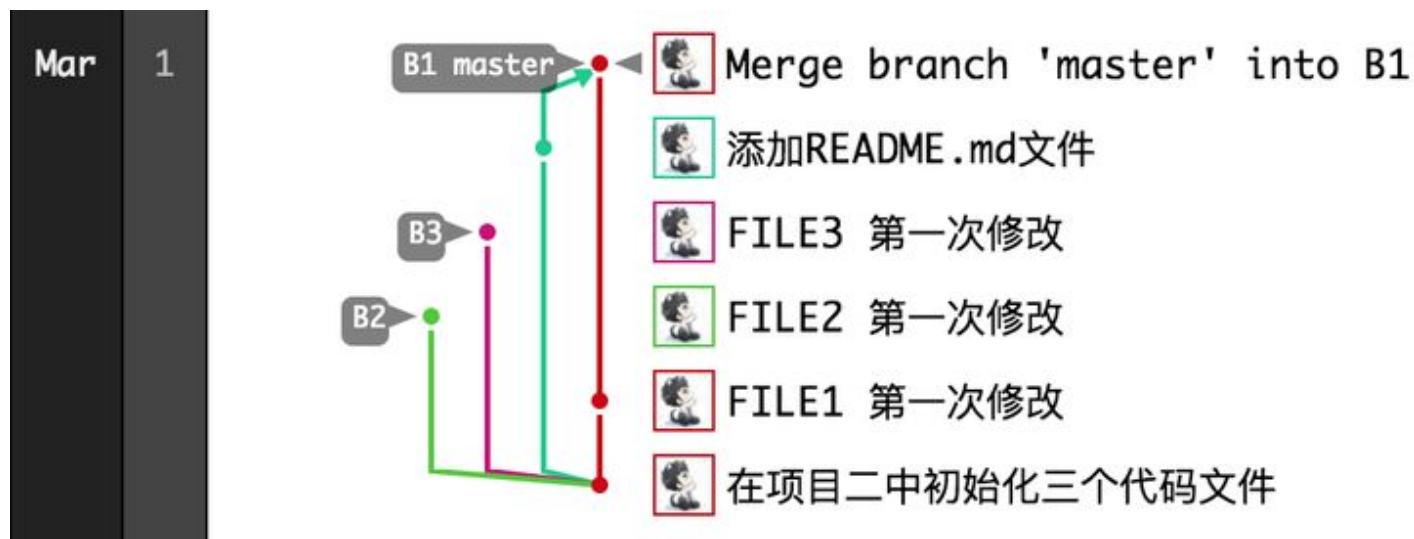 Mar 1 B1 master Merge branch 'master' into B1
添加README.md文件
B3 FILE3 第一次修改
B2 FILE2 第一次修改
FILE1 第一次修改
在项目二中初始化三个代码文件